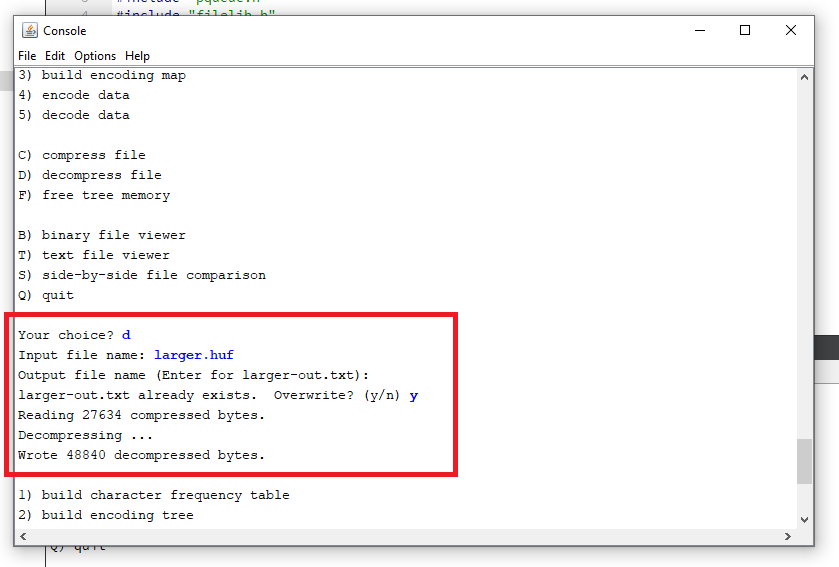 #include "pqueue.h"
4 #include "filelib.h"
Console
File Edit Options Help
3) build encoding map
4) encode data
5) decode data
C) compress file
D) decompress file
F) free tree memory
B) binary file viewer
T) text file viewer
S) side-by-side file comparison
Q) quit
Your choice? d
Input file name: larger.huf
Output file name (Enter for larger-out.txt):
larger-out.txt already exists.  Overwrite? (y/n) y
Reading 27634 compressed bytes.
Decompressing ...
Wrote 48840 decompressed bytes.
1) build character frequency table
2) build encoding tree
Q) quit